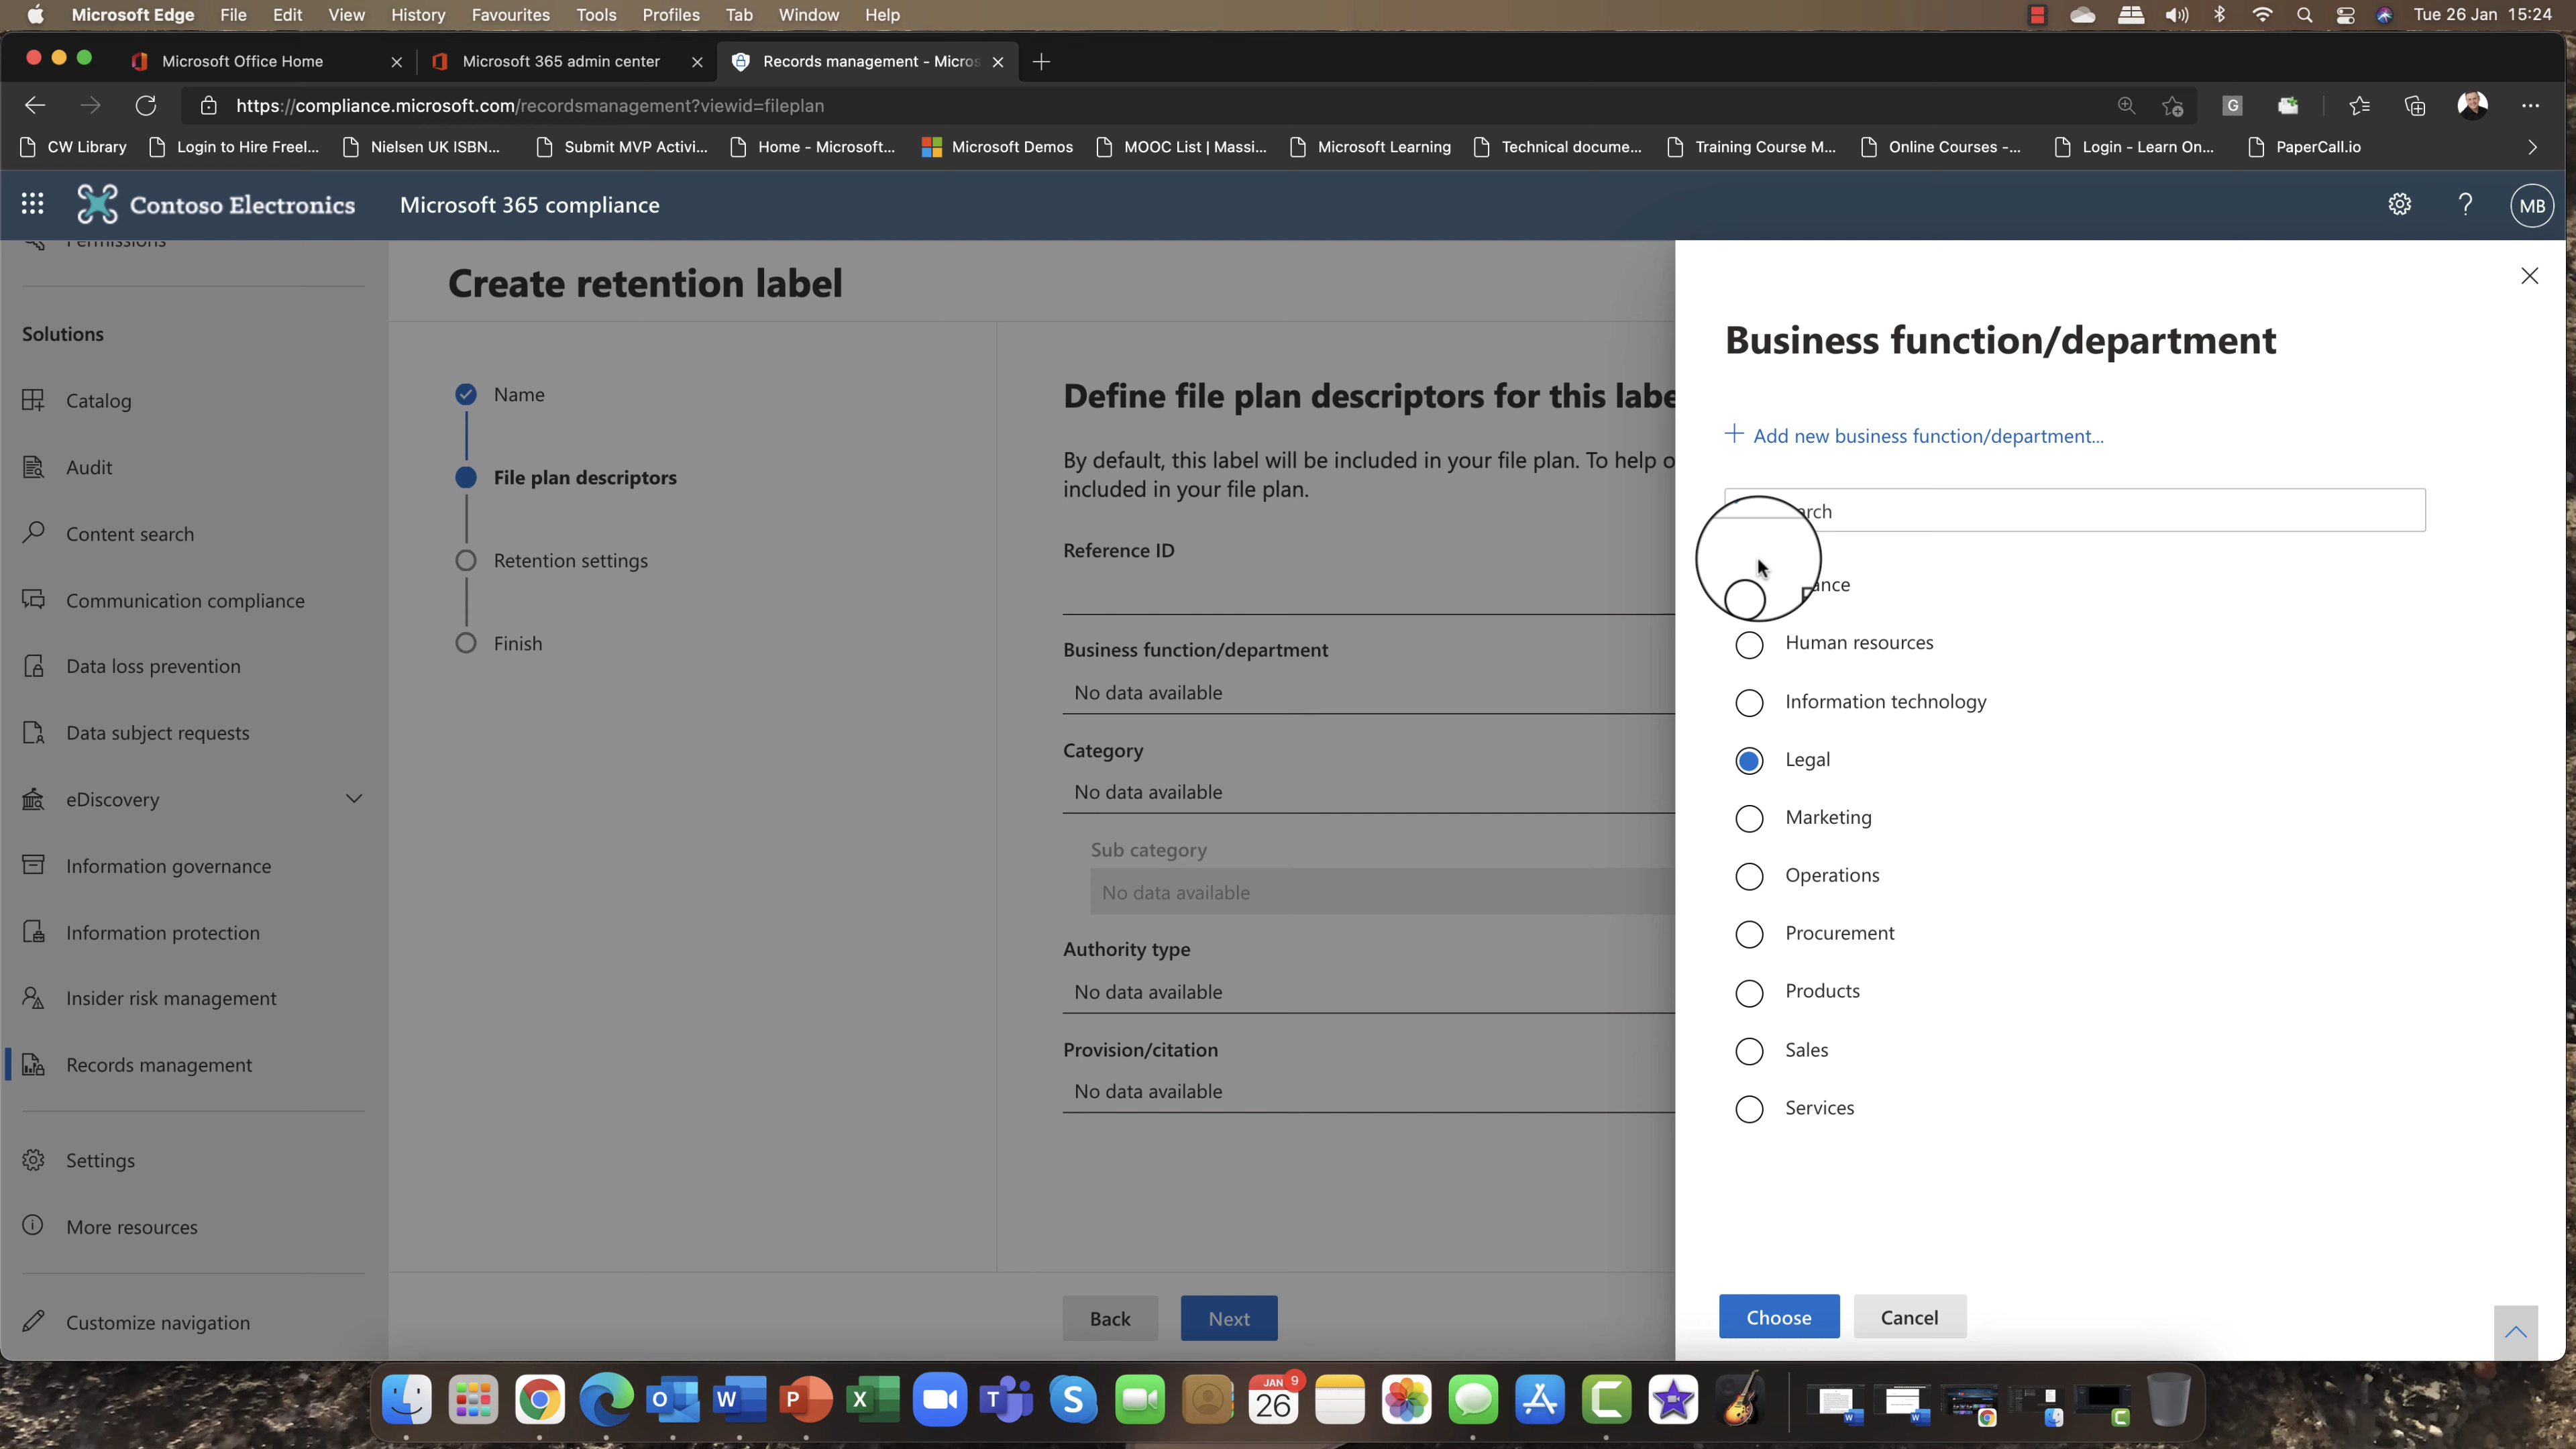 Microsoft Edge File Edit View History Favourites Tools Profiles Tab Window Help Tue 26 Jan 15:24
Microsoft Office Home Microsoft 365 admin center Records management - Micros
https://compliance.microsoft.com/recordsmanagement?viewid=fileplan
CW Library Login to Hire Freel... Nielsen UK ISBN... Submit MVP Activi... Home - Microsoft... Microsoft Demos MOOC List | Massi... Microsoft Learning Technical docume... Training Course M... Online Courses -... Login - Learn On... PaperCall.io
Contoso Electronics Microsoft 365 compliance MB
Permissions
Solutions
Catalog
Audit
Content search
Communication compliance
Data loss prevention
Data subject requests
eDiscovery
Information governance
Information protection
Insider risk management
Records management
Settings
More resources
Customize navigation
Create retention label
Name
File plan descriptors
Retention settings
Finish
Define file plan descriptors for this labe
By default, this label will be included in your file plan. To help o
included in your file plan.
Reference ID
Business function/department
No data available
Category
No data available
Sub category
No data available
Authority type
No data available
Provision/citation
No data available
Back Next
Business function/department
Add new business function/department...
arch
ance
Human resources
Information technology
Legal
Marketing
Operations
Procurement
Products
Sales
Services
Choose Cancel
JAN 9
26